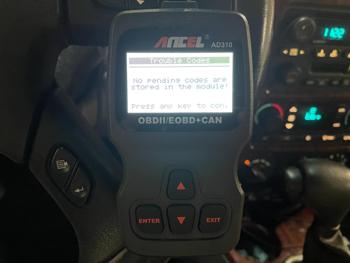 ANCEL AD310
Trouble Codes
No pending codes are
stored in the module!
Press any key to con.
OBDII/EOBD+CAN
ENTER
EXIT